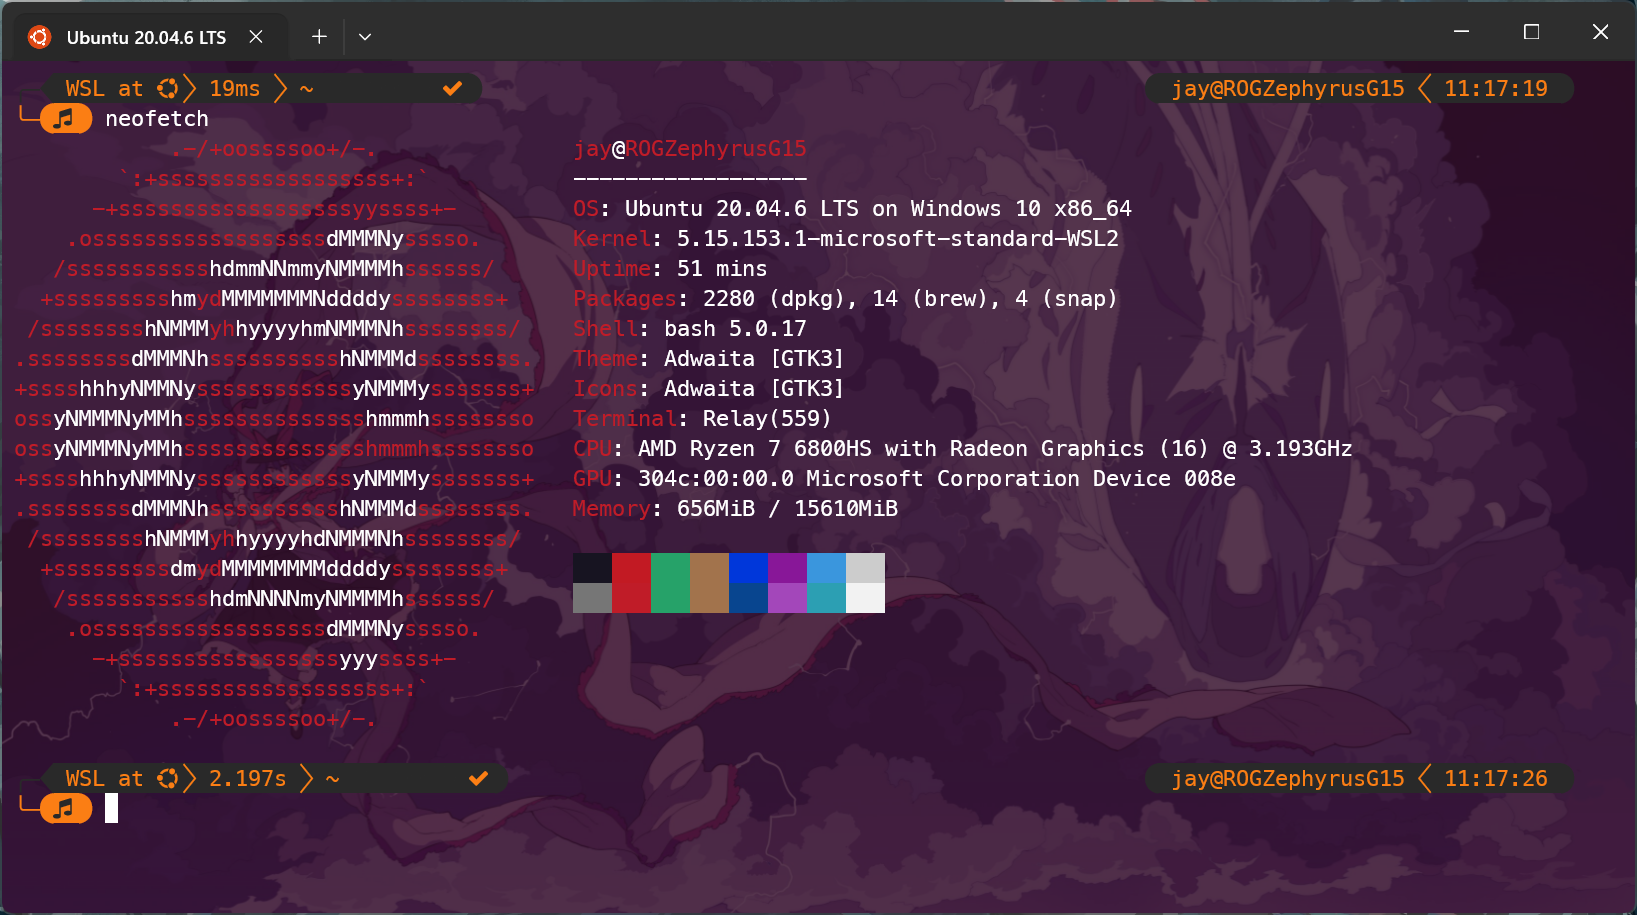 Ubuntu 20.04.6 LTS
WSL at 19ms ~ jay@ROGZephyrusG15 11:17:19
neofetch
.-/+oossssoo+/-. jay@ROGZephyrusG15
`:+ssssssssssssssssss+:` ------------------
-+ssssssssssssssssssyyssss+- OS: Ubuntu 20.04.6 LTS on Windows 10 x86_64
.ossssssssssssssssssdMMMNysssso. Kernel: 5.15.153.1-microsoft-standard-WSL2
/ssssssssssshdmmNNmmyNMMMMhssssss/ Uptime: 51 mins
+ssssssssshmydMMMMMMMNddddyssssssss+ Packages: 2280 (dpkg), 14 (brew), 4 (snap)
/sssssssshNMMMyhhyyyyhmNMMMNhssssssss/ Shell: bash 5.0.17
.ssssssssdMMMNhsssssssssshNMMMdssssssss. Theme: Adwaita [GTK3]
+sssshhhyNMMNyssssssssssssyNMMMysssssss+ Icons: Adwaita [GTK3]
ossyNMMMNyMMhsssssssssssssshmmmhssssssso Terminal: Relay(559)
ossyNMMMNyMMhsssssssssssssshmmmhssssssso CPU: AMD Ryzen 7 6800HS with Radeon Graphics (16) @ 3.193GHz
+sssshhhyNMMNyssssssssssssyNMMMysssssss+ GPU: 304c:00:00.0 Microsoft Corporation Device 008e
.ssssssssdMMMNhsssssssssshNMMMdssssssss. Memory: 656MiB / 15610MiB
/sssssssshNMMMyhhyyyyhdNMMMNhssssssss/
+sssssssssdmydMMMMMMMMddddyssssssss+
/ssssssssssshdmNNNNmyNMMMMhssssss/
.ossssssssssssssssssdMMMNysssso.
-+sssssssssssssssssyyyssss+-
`:+ssssssssssssssssss+:`
.-/+oossssoo+/-.
WSL at 2.197s ~ jay@ROGZephyrusG15 11:17:26